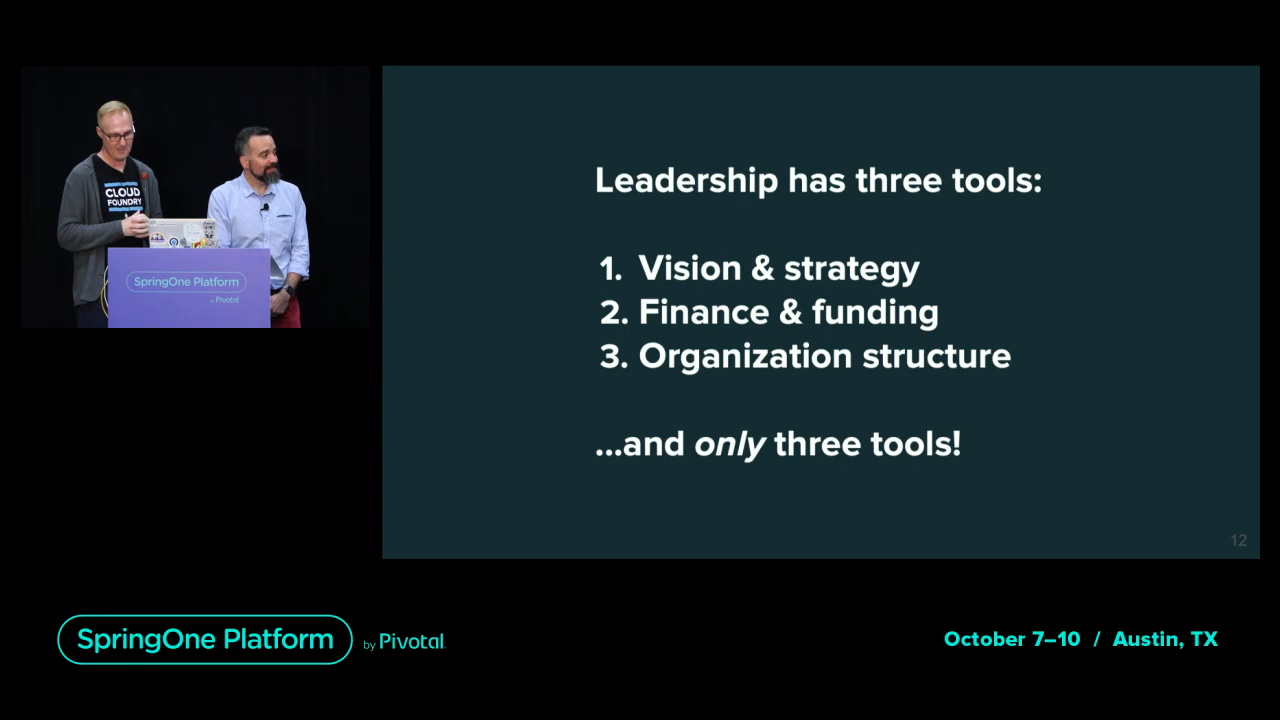 CLOUD
FOUNDRY
SpringOne Platform
by Pivotal
Leadership has three tools:
1. Vision & strategy
2. Finance & funding
3. Organization structure
...and only three tools!
12
SpringOne Platform by Pivotal
October 7–10 / Austin, TX